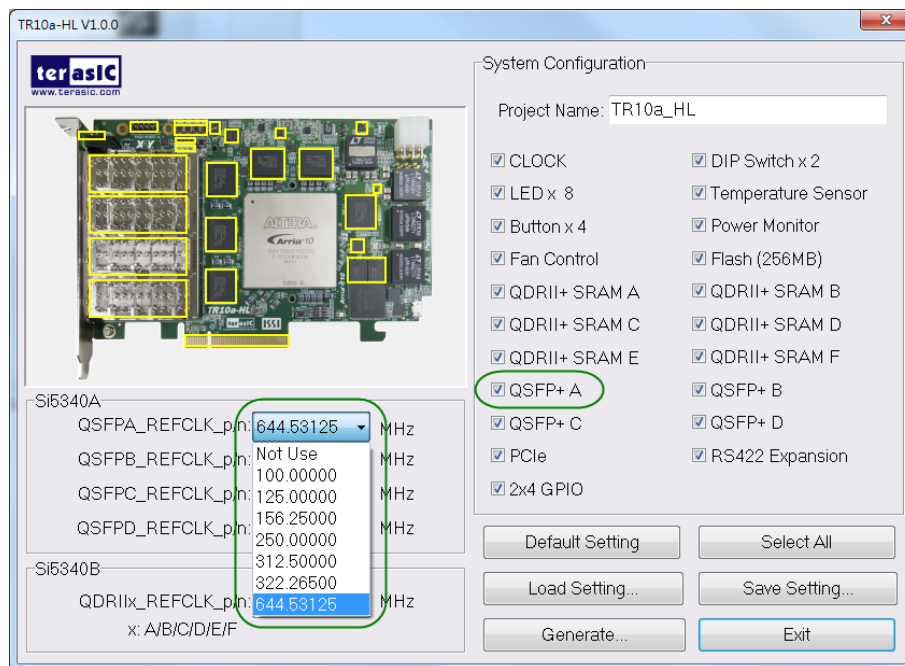 TR10a-HL V1.0.0
terasIC
www.terasic.com
X Y
ALTERA
Arria 10
TR10a-HL
terasIC ISSI
System Configuration
Project Name: TR10a_HL
CLOCK
DIP Switch x 2
LED x 8
Temperature Sensor
Button x 4
Power Monitor
Fan Control
Flash (256MB)
QDRII+ SRAM A
QDRII+ SRAM B
QDRII+ SRAM C
QDRII+ SRAM D
QDRII+ SRAM E
QDRII+ SRAM F
QSFP+ A
QSFP+ B
QSFP+ C
QSFP+ D
PCIe
RS422 Expansion
2x4 GPIO
Si5340A
QSFPA_REFCLK_p/n: 644.53125 MHz
QSFPB_REFCLK_p/n: MHz
QSFPC_REFCLK_p/n: MHz
QSFPD_REFCLK_p/n: MHz
Not Use
100.00000
125.00000
156.25000
250.00000
312.50000
322.26500
644.53125
Si5340B
QDRIIx_REFCLK_p/n: MHz
x: A/B/C/D/E/F
Default Setting
Select All
Load Setting...
Save Setting...
Generate...
Exit